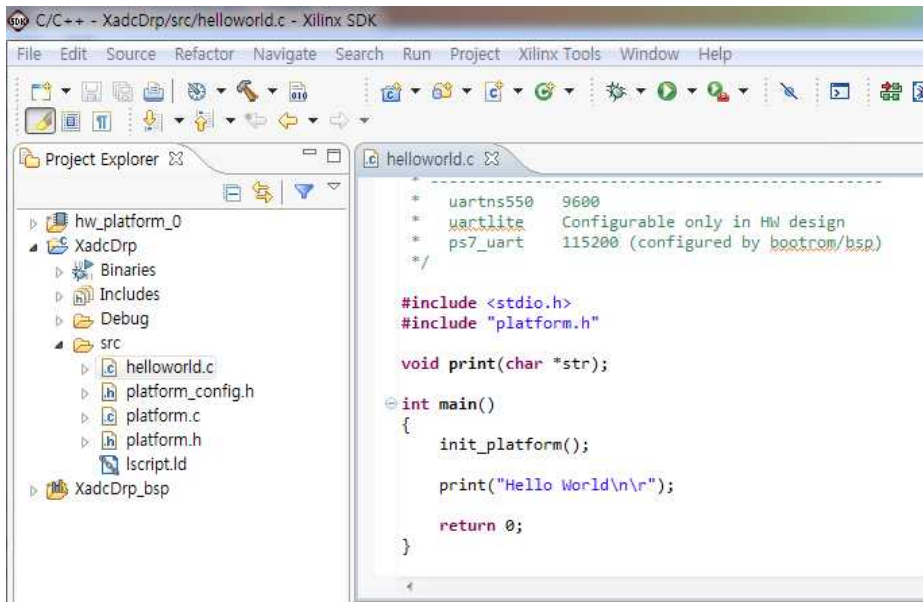 C/C++ - XadcDrp/src/helloworld.c - Xilinx SDK
File Edit Source Refactor Navigate Search Run Project Xilinx Tools Window Help
Project Explorer
hw_platform_0
XadcDrp
Binaries
Includes
Debug
src
helloworld.c
platform_config.h
platform.c
platform.h
lscript.ld
XadcDrp_bsp
helloworld.c
* ------------------------------------------------
* uartns550 9600
* uartlite Configurable only in HW design
* ps7_uart 115200 (configured by bootrom/bsp)
*/
#include <stdio.h>
#include "platform.h"
void print(char *str);
int main()
{
init_platform();
print("Hello World\n\r");
return 0;
}